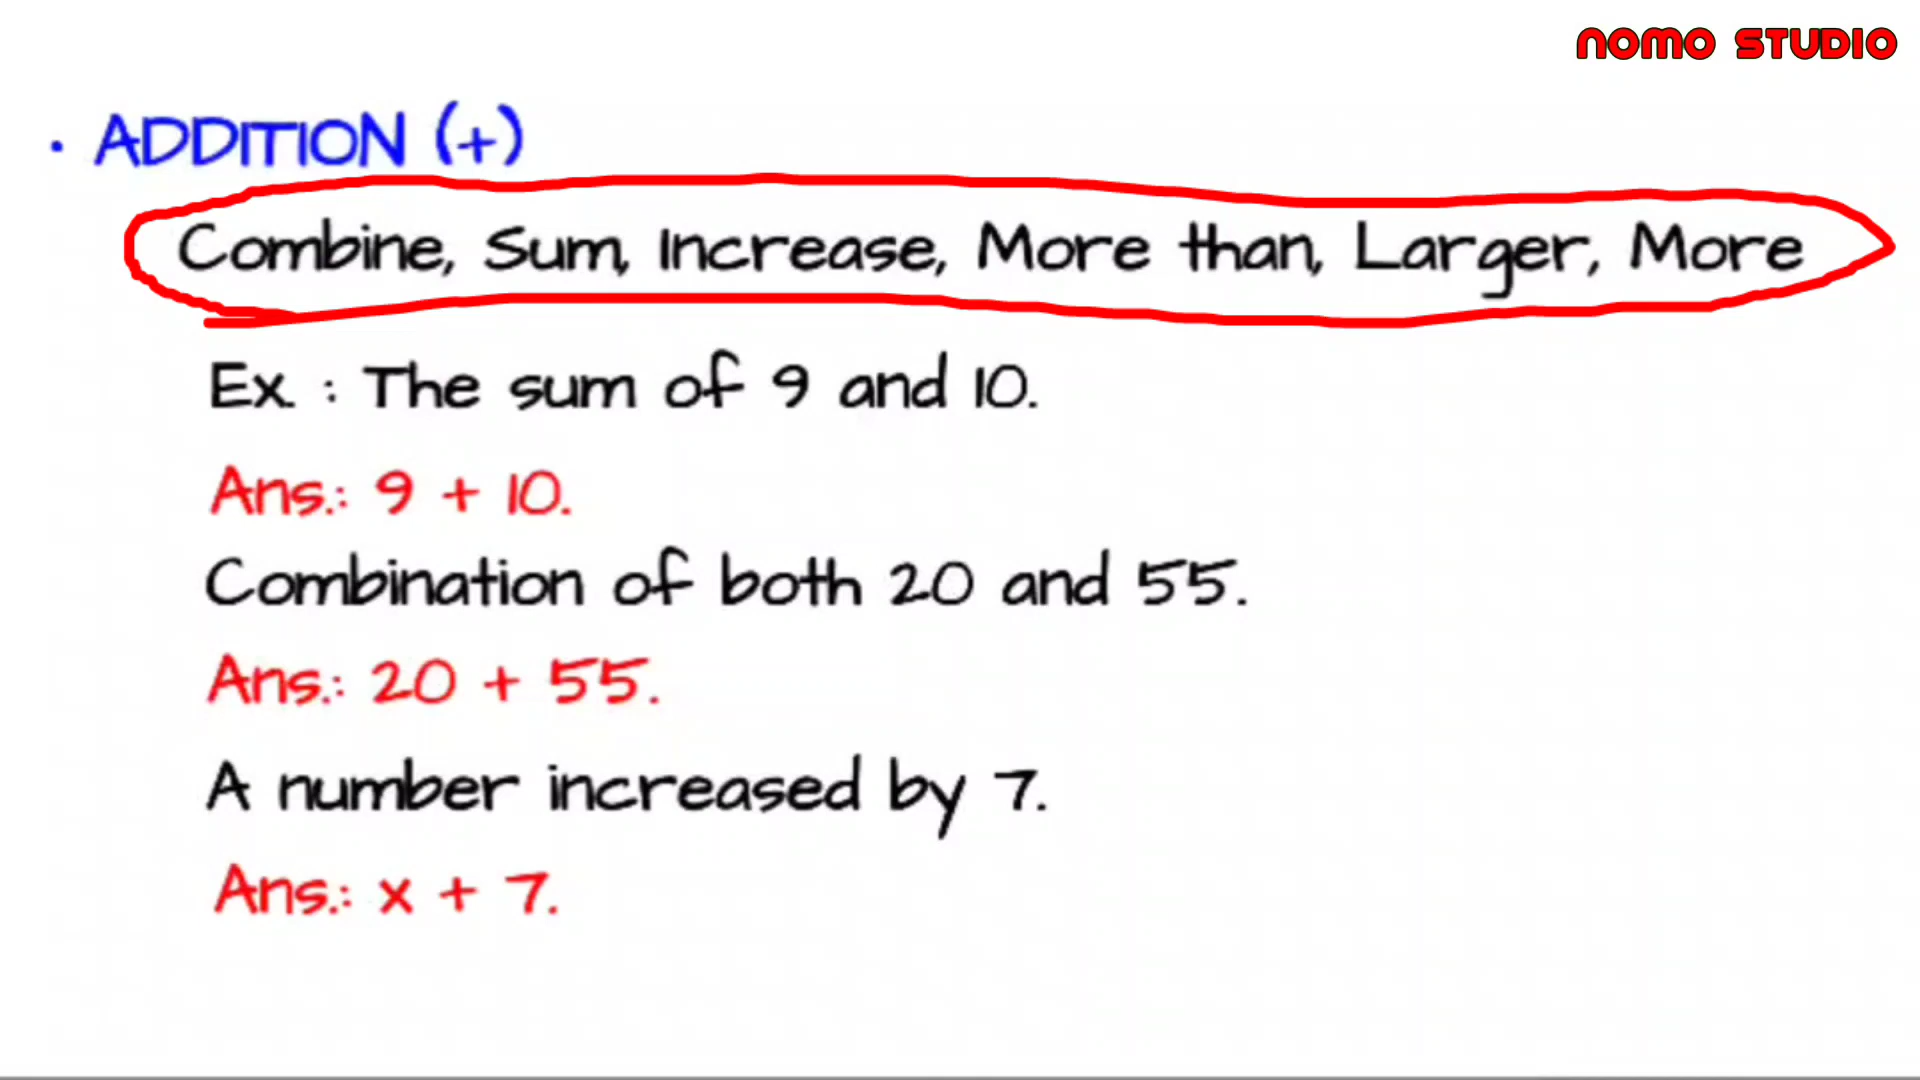 NOMO STUDIO
• ADDITION (+)
Combine, Sum, Increase, More than, Larger, More
Ex. : The sum of 9 and 10.
Ans.: 9 + 10.
Combination of both 20 and 55.
Ans.: 20 + 55.
A number increased by 7.
Ans.: x + 7.